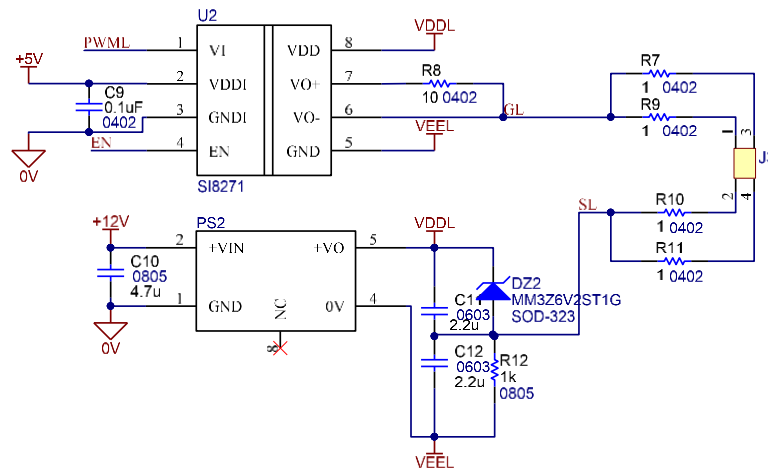 U2
VDDL
PWML 1 VI VDD 8
R8
R7
+5V
2 VDDI VO+ 7
10 0402
1 0402
C9
0.1uF
0402
3 GNDI VO- 6
GL
R9
1 0402
1 3
VEEL
EN 4 EN GND 5
0V
SI8271
2 4
SL
R10
1 0402
+12V
PS2
VDDL
2 +VIN +VO 5
R11
1 0402
C10
0805
4.7u
DZ2
MM3Z6V2ST1G
SOD-323
1 GND NC 0V 4
C11
0603
2.2u
0V
8
C12
0603
2.2u
R12
1k
0805
VEEL